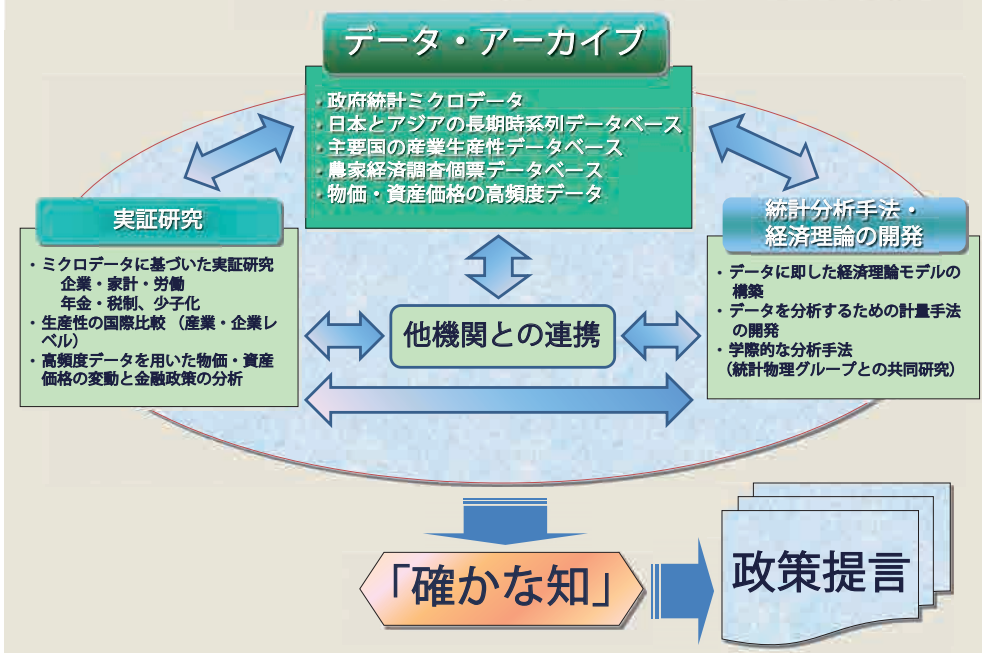 データ・アーカイブ
・政府統計ミクロデータ
・日本とアジアの長期時系列データベース
・主要国の産業生産性データベース
・農家経済調査個票データベース
・物価・資産価格の高頻度データ
実証研究
・ミクロデータに基づいた実証研究
企業・家計・労働
年金・税制、少子化
・生産性の国際比較（産業・企業レ
ベル）
・高頻度データを用いた物価・資産
価格の変動と金融政策の分析
他機関との連携
統計分析手法・
経済理論の開発
・データに即した経済理論モデルの
構築
・データを分析するための計量手法
の開発
・学際的な分析手法
（統計物理グループとの共同研究）
「確かな知」
政策提言